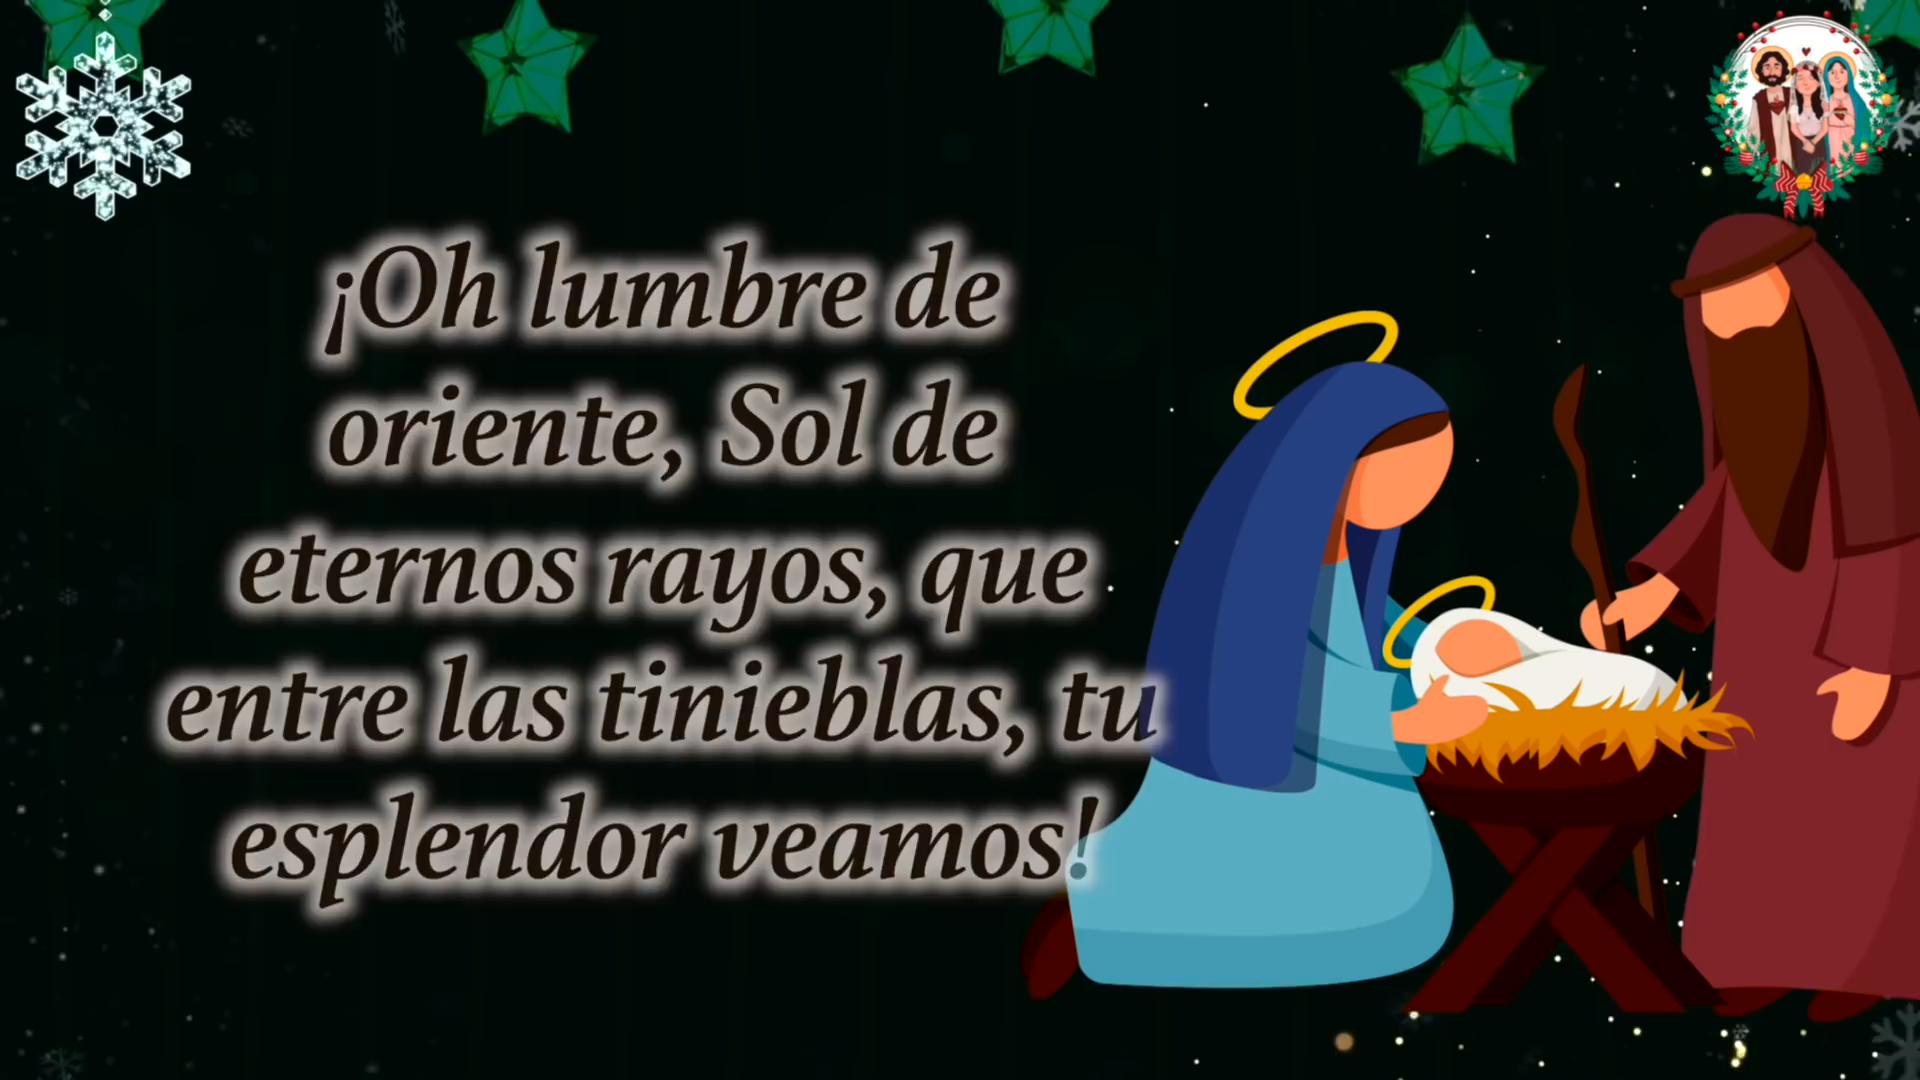 ¡Oh lumbre de
oriente, Sol de
eternos rayos, que
entre las tinieblas, tu
esplendor veamos!